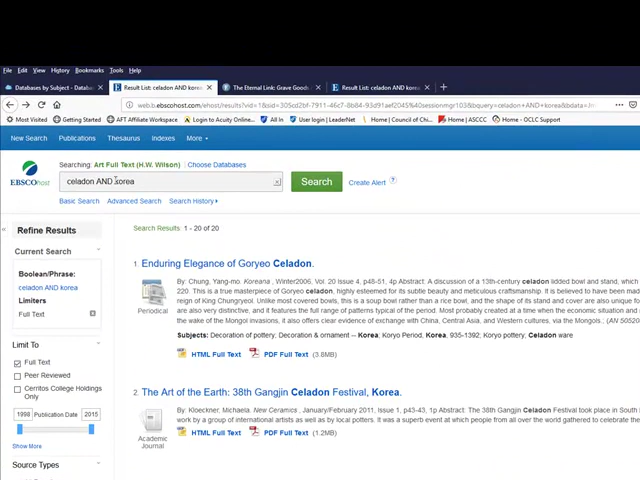 File Edit View History Bookmarks Tools Help
Databases by Subject - Databas
Result List: celadon AND korea
The Eternal Link: Grave Goods
Result List: celadon AND korea
web.b.ebscohost.com/ehost/results?vid=1&sid=
Most Visited Getting Started AFT Affiliate Workspace Login to Acuity Online... All In User login | LeaderNet Home | Council of Chie... Home | ASCCC Home - OCLC Support
New Search Publications Thesaurus Indexes More
Searching: Art Full Text (H.W. Wilson) Choose Databases
EBSCOhost
celadon AND korea
Search
Create Alert
Basic Search Advanced Search Search History
Refine Results
Search Results: 1 - 20 of 20
Current Search
Boolean/Phrase:
celadon AND korea
Limiters
Full Text
Limit To
Full Text
Peer Reviewed
Cerritos College Holdings
Only
1998 Publication Date 2015
Show More
Source Types
1. Enduring Elegance of Goryeo Celadon.
Periodical
By: Chung, Yang-mo. Koreana , Winter2006, Vol. 20 Issue 4, p48-51, 4p Abstract: A discussion of a 13th-century celadon lidded bowl and stand, which
220. This is a true masterpiece of Goryeo celadon, highly esteemed for its subtle beauty and meticulous craftsmanship. It is believed to have been mad
reign of King Chungryeol. Unlike most covered bowls, this is a soup bowl rather than a rice bowl, and the shape of its stand and cover are also unique fo
are also very distinctive, and it features the full range of patterns typical of the period. Most probably created at a time when the economic situation an
the wake of the Mongol invasions, it also offers clear evidence of exchange with China, Central Asia, and Western cultures, via the Mongols.
Subjects: Decoration of pottery; Decoration & ornament -- Korea; Koryo Period, Korea, 935-1392; Koryo pottery; Celadon ware
HTML Full Text PDF Full Text (3.8MB)
2. The Art of the Earth: 38th Gangjin Celadon Festival, Korea.
Academic
Journal
By: Kloeckner, Michaela. New Ceramics , January/February 2011, Issue 1, p43-43, 1p Abstract: The 38th Gangjin Celadon Festival took place in South
work by a group of international artists as well as by local potters. It was a superb event at which people from all over the world gathered to celebrate the
HTML Full Text PDF Full Text (1.2MB)